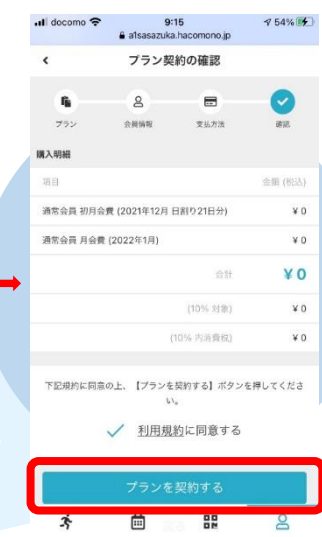 docomo 9:15 54%
a1sasazuka.hacomono.jp
プラン契約の確認
プラン 会員情報 支払方法 確認
購入明細
項目 金額 (税込)
通常会員 初月会費 (2021年12月 日割り21日分) ¥ 0
通常会員 月会費 (2022年1月) ¥ 0
合計 ¥ 0
(10% 対象) ¥ 0
(10% 内消費税) ¥ 0
下記規約に同意の上、【プランを契約する】ボタンを押してくださ
い。
利用規約に同意する
プランを契約する